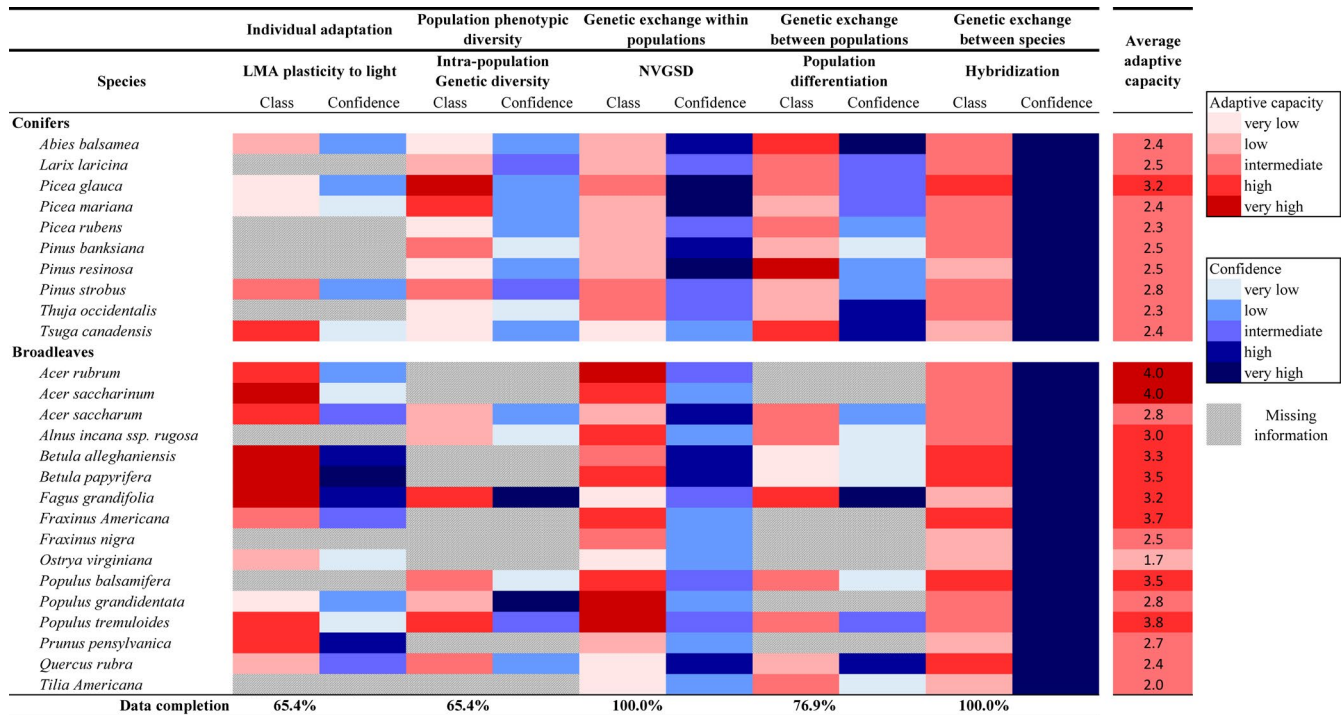 Individual adaptation Population phenotypic diversity Genetic exchange within populations Genetic exchange between populations Genetic exchange between species Average adaptive capacity
Species LMA plasticity to light Intra-population Genetic diversity NVGSD Population differentiation Hybridization
Class Confidence Class Confidence Class Confidence Class Confidence Class Confidence
Conifers
Abies balsamea 2.4
Larix laricina 2.5
Picea glauca 3.2
Picea mariana 2.4
Picea rubens 2.3
Pinus banksiana 2.5
Pinus resinosa 2.5
Pinus strobus 2.8
Thuja occidentalis 2.3
Tsuga canadensis 2.4
Broadleaves
Acer rubrum 4.0
Acer saccharinum 4.0
Acer saccharum 2.8
Alnus incana ssp. rugosa 3.0
Betula alleghaniensis 3.3
Betula papyrifera 3.5
Fagus grandifolia 3.2
Fraxinus Americana 3.7
Fraxinus nigra 2.5
Ostrya virginiana 1.7
Populus balsamifera 3.5
Populus grandidentata 2.8
Populus tremuloides 3.8
Prunus pensylvanica 2.7
Quercus rubra 2.4
Tilia Americana 2.0
Data completion 65.4% 65.4% 100.0% 76.9% 100.0%
Adaptive capacity
very low
low
intermediate
high
very high
Confidence
very low
low
intermediate
high
very high
Missing
information